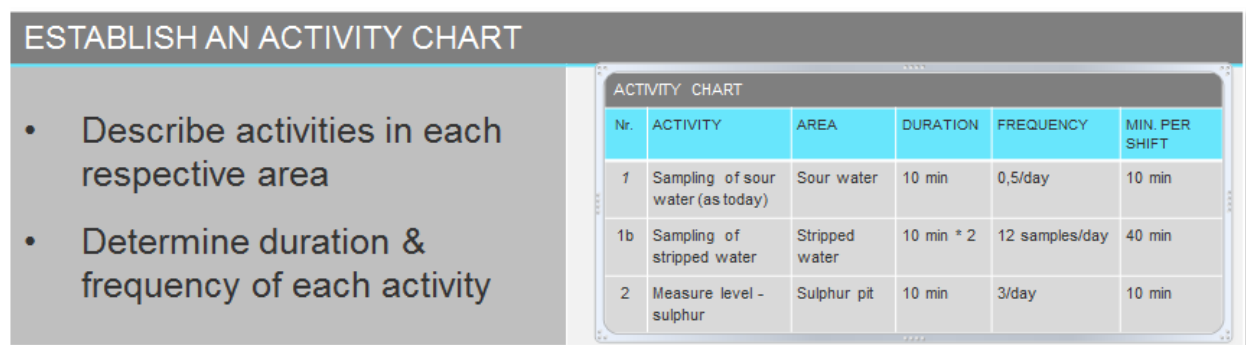 ESTABLISH AN ACTIVITY CHART
• Describe activities in each
respective area
• Determine duration &
frequency of each activity
ACTIVITY CHART
Nr. ACTIVITY AREA DURATION FREQUENCY MIN. PER
SHIFT
1 Sampling of sour Sour water 10 min 0,5/day 10 min
water (as today)
1b Sampling of Stripped 10 min * 2 12 samples/day 40 min
stripped water water
2 Measure level - Sulphur pit 10 min 3/day 10 min
sulphur